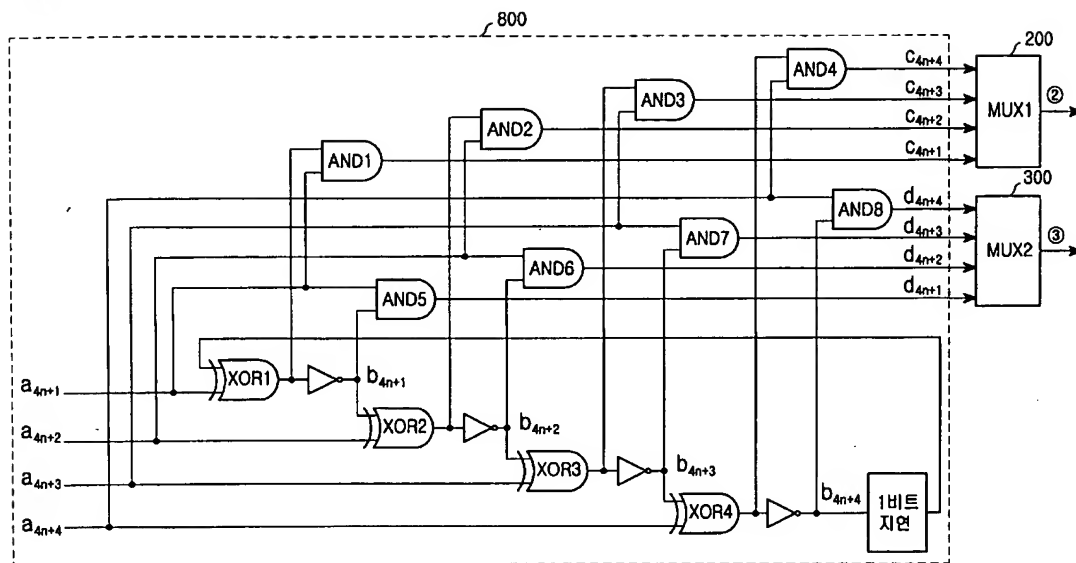 800
200
AND4
c4n+4
AND3
c4n+3
MUX1
②
AND2
c4n+2
AND1
c4n+1
300
AND8
d4n+4
AND7
d4n+3
MUX2
③
AND6
d4n+2
AND5
d4n+1
a4n+1
XOR1
b4n+1
a4n+2
XOR2
b4n+2
a4n+3
XOR3
b4n+3
a4n+4
XOR4
b4n+4
1비트
지연